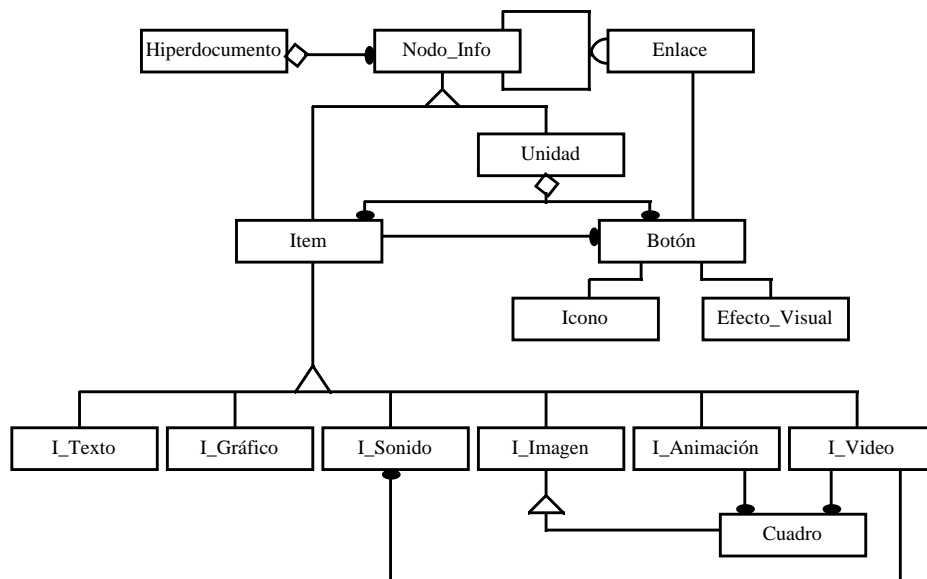 Hiperdocumento
Nodo_Info
Enlace
Unidad
Item
Botón
Icono
Efecto_Visual
I_Texto
I_Gráfico
I_Sonido
I_Imagen
I_Animación
I_Video
Cuadro